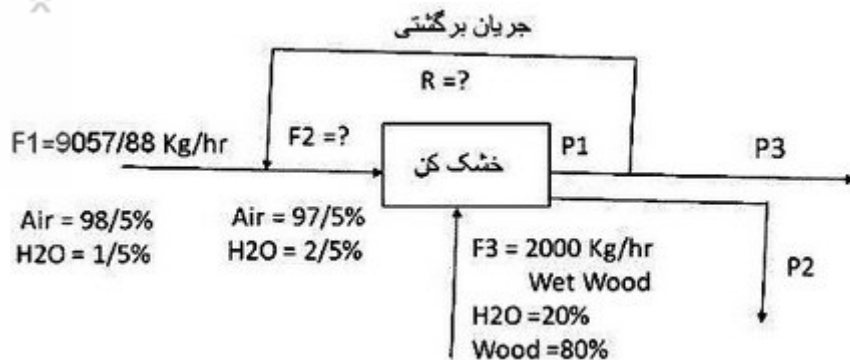 جریان برگشتی
R =?
F1=9057/88 Kg/hr
F2 =?
خشک کن
P1
P3
Air = 98/5%
H2O = 1/5%
Air = 97/5%
H2O = 2/5%
F3 = 2000 Kg/hr
Wet Wood
H2O =20%
Wood =80%
P2